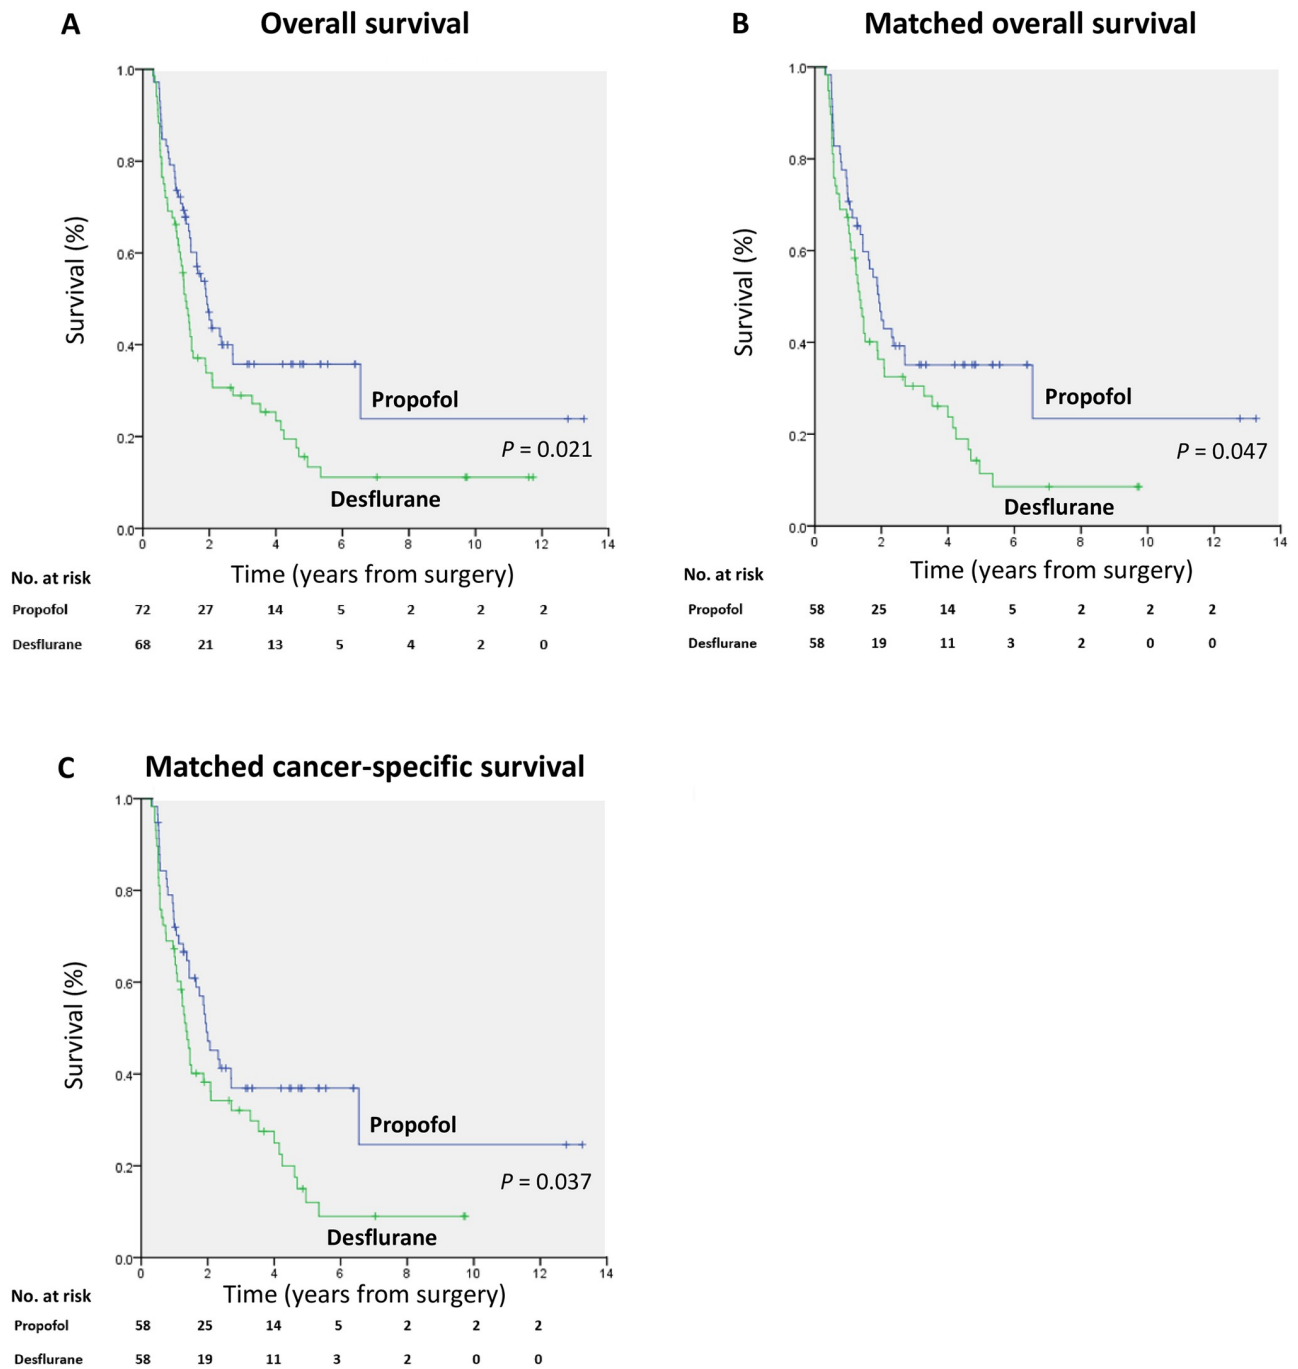 A
Overall survival
1.0
0.8
0.6
0.4
0.2
0.0
Survival (%)
Propofol
P = 0.021
Desflurane
0 2 4 6 8 10 12 14
Time (years from surgery)
No. at risk
Propofol 72 27 14 5 2 2 2
Desflurane 68 21 13 5 4 2 0
B
Matched overall survival
1.0
0.8
0.6
0.4
0.2
0.0
Survival (%)
Propofol
P = 0.047
Desflurane
0 2 4 6 8 10 12 14
Time (years from surgery)
No. at risk
Propofol 58 25 14 5 2 2 2
Desflurane 58 19 11 3 2 0 0
C
Matched cancer-specific survival
1.0
0.8
0.6
0.4
0.2
0.0
Survival (%)
Propofol
P = 0.037
Desflurane
0 2 4 6 8 10 12 14
Time (years from surgery)
No. at risk
Propofol 58 25 14 5 2 2 2
Desflurane 58 19 11 3 2 0 0